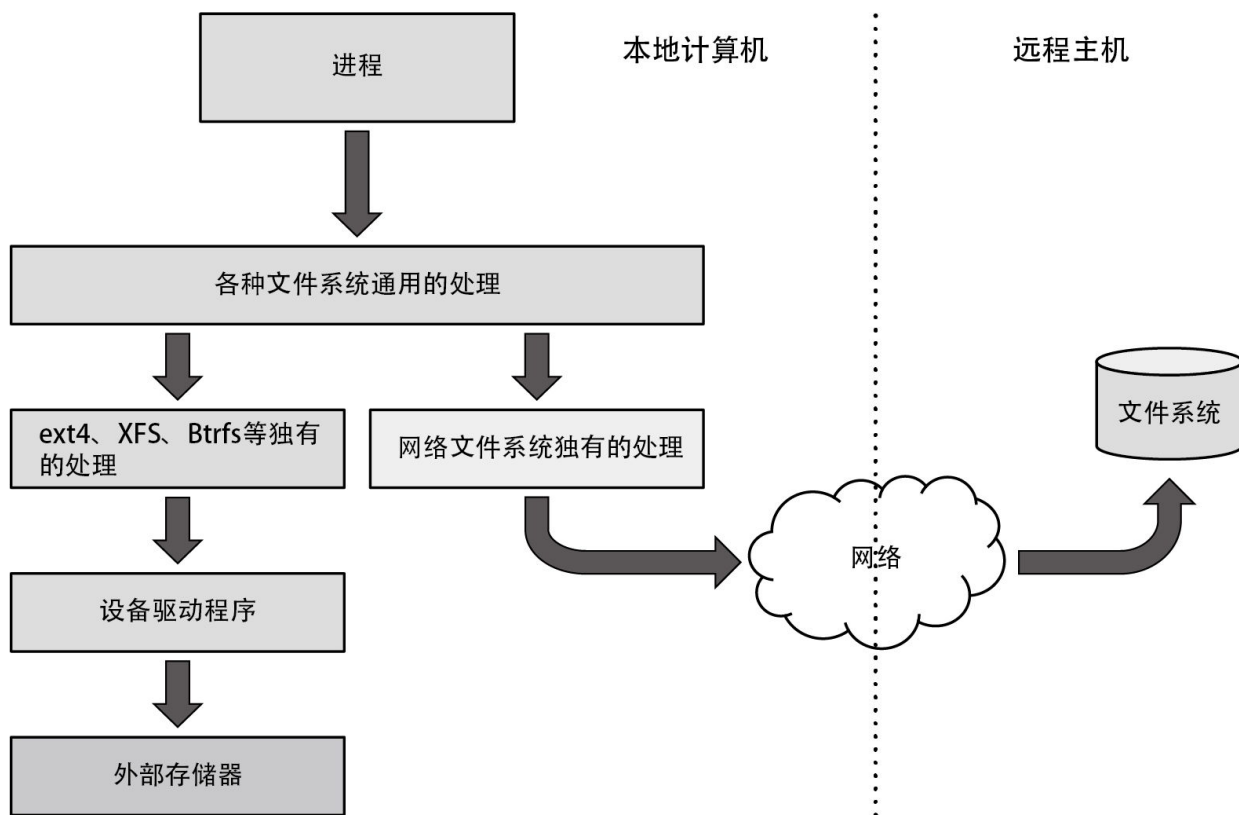 进程
本地计算机
远程主机
各种文件系统通用的处理
ext4、XFS、Btrfs等独有
的处理
网络文件系统独有的处理
文件系统
网络
设备驱动程序
外部存储器